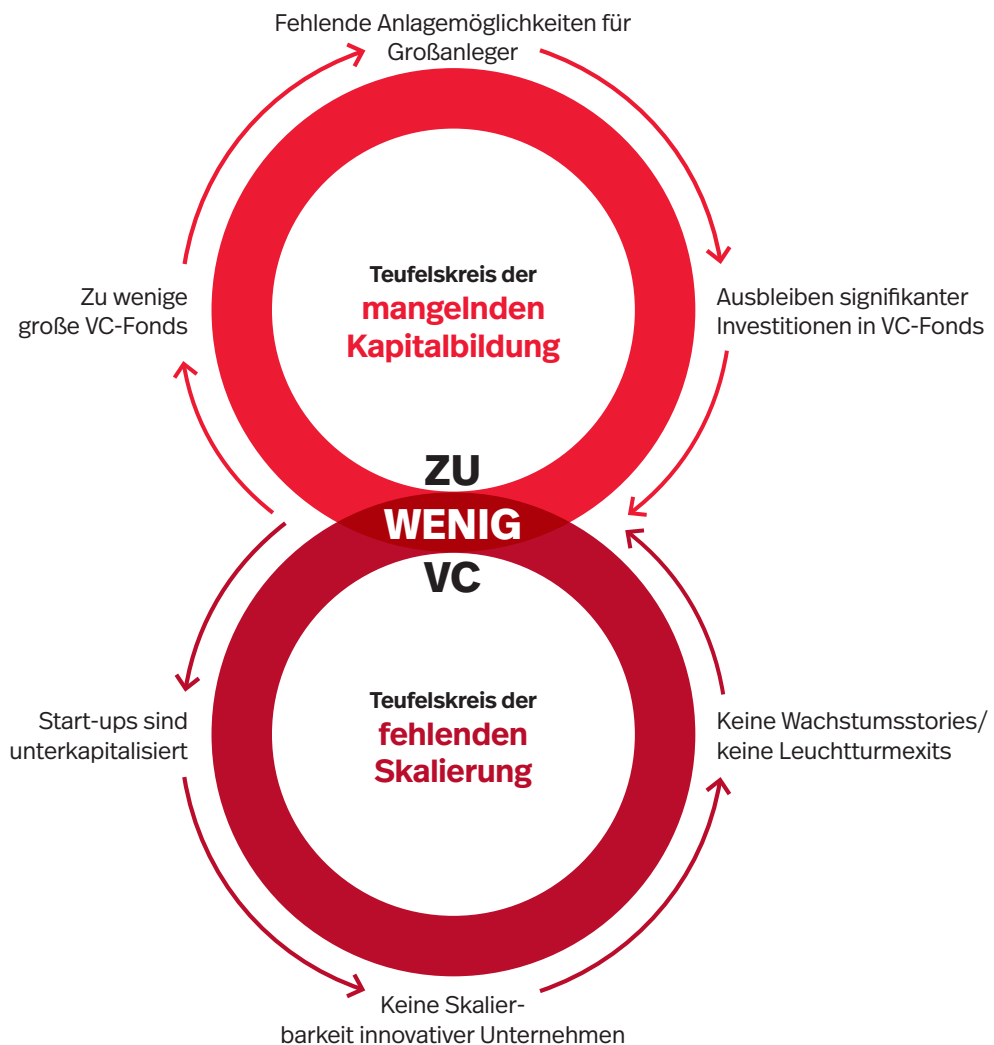 Fehlende Anlagemöglichkeiten für
Großanleger
Teufelskreis der
mangelnden
Kapitalbildung
Zu wenige
große VC-Fonds
Ausbleiben signifikanter
Investitionen in VC-Fonds
ZU
WENIG
VC
Teufelskreis der
fehlenden
Skalierung
Start-ups sind
unterkapitalisiert
Keine Wachstumsstories/
keine Leuchtturmexits
Keine Skalier-
barkeit innovativer Unternehmen